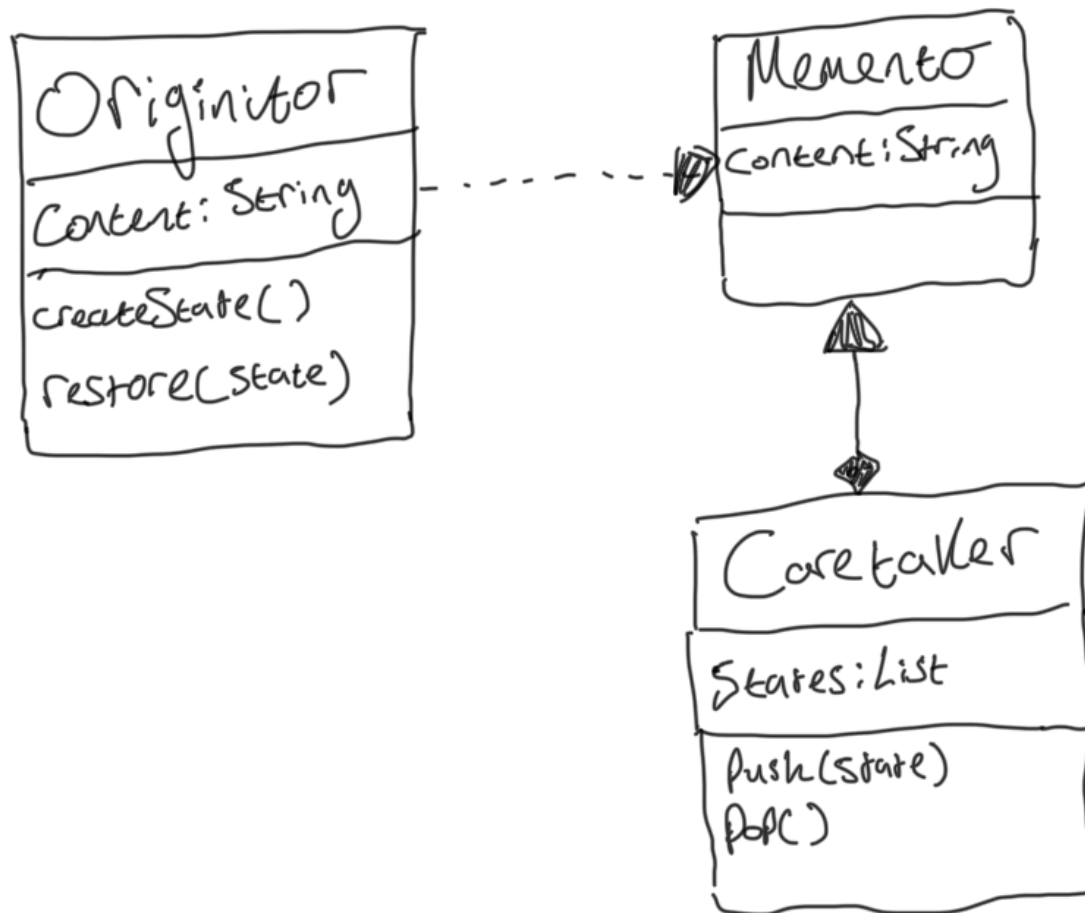 Originitor
Content: String
createState()
restore(state)
Memento
Content: String
Caretaker
States: List
Push(state)
Pop()